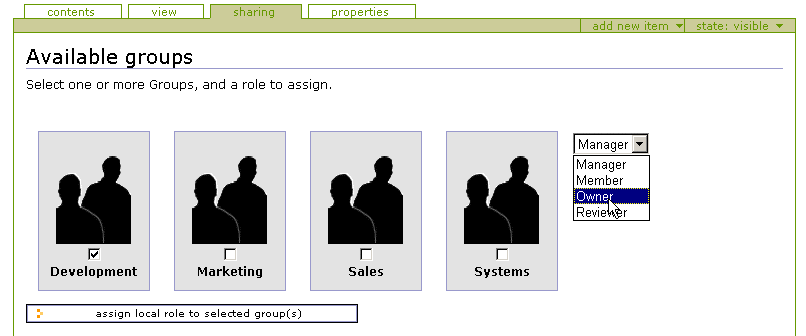 contents view sharing properties
add new item state: visible
Available groups
Select one or more Groups, and a role to assign.
Manager
Manager
Member
Owner
Reviewer
Development Marketing Sales Systems
assign local role to selected group(s)